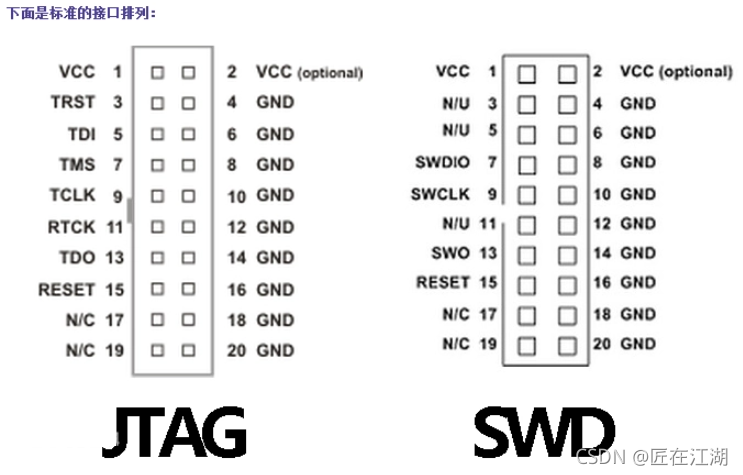 下面是标准的接口排列：
VCC 1 2 VCC (optional)
TRST 3 4 GND
TDI 5 6 GND
TMS 7 8 GND
TCLK 9 10 GND
RTCK 11 12 GND
TDO 13 14 GND
RESET 15 16 GND
N/C 17 18 GND
N/C 19 20 GND
JTAG
VCC 1 2 VCC (optional)
N/U 3 4 GND
N/U 5 6 GND
SWDIO 7 8 GND
SWCLK 9 10 GND
N/U 11 12 GND
SWO 13 14 GND
RESET 15 16 GND
N/C 17 18 GND
N/C 19 20 GND
SWD
CSDN @匠在江湖